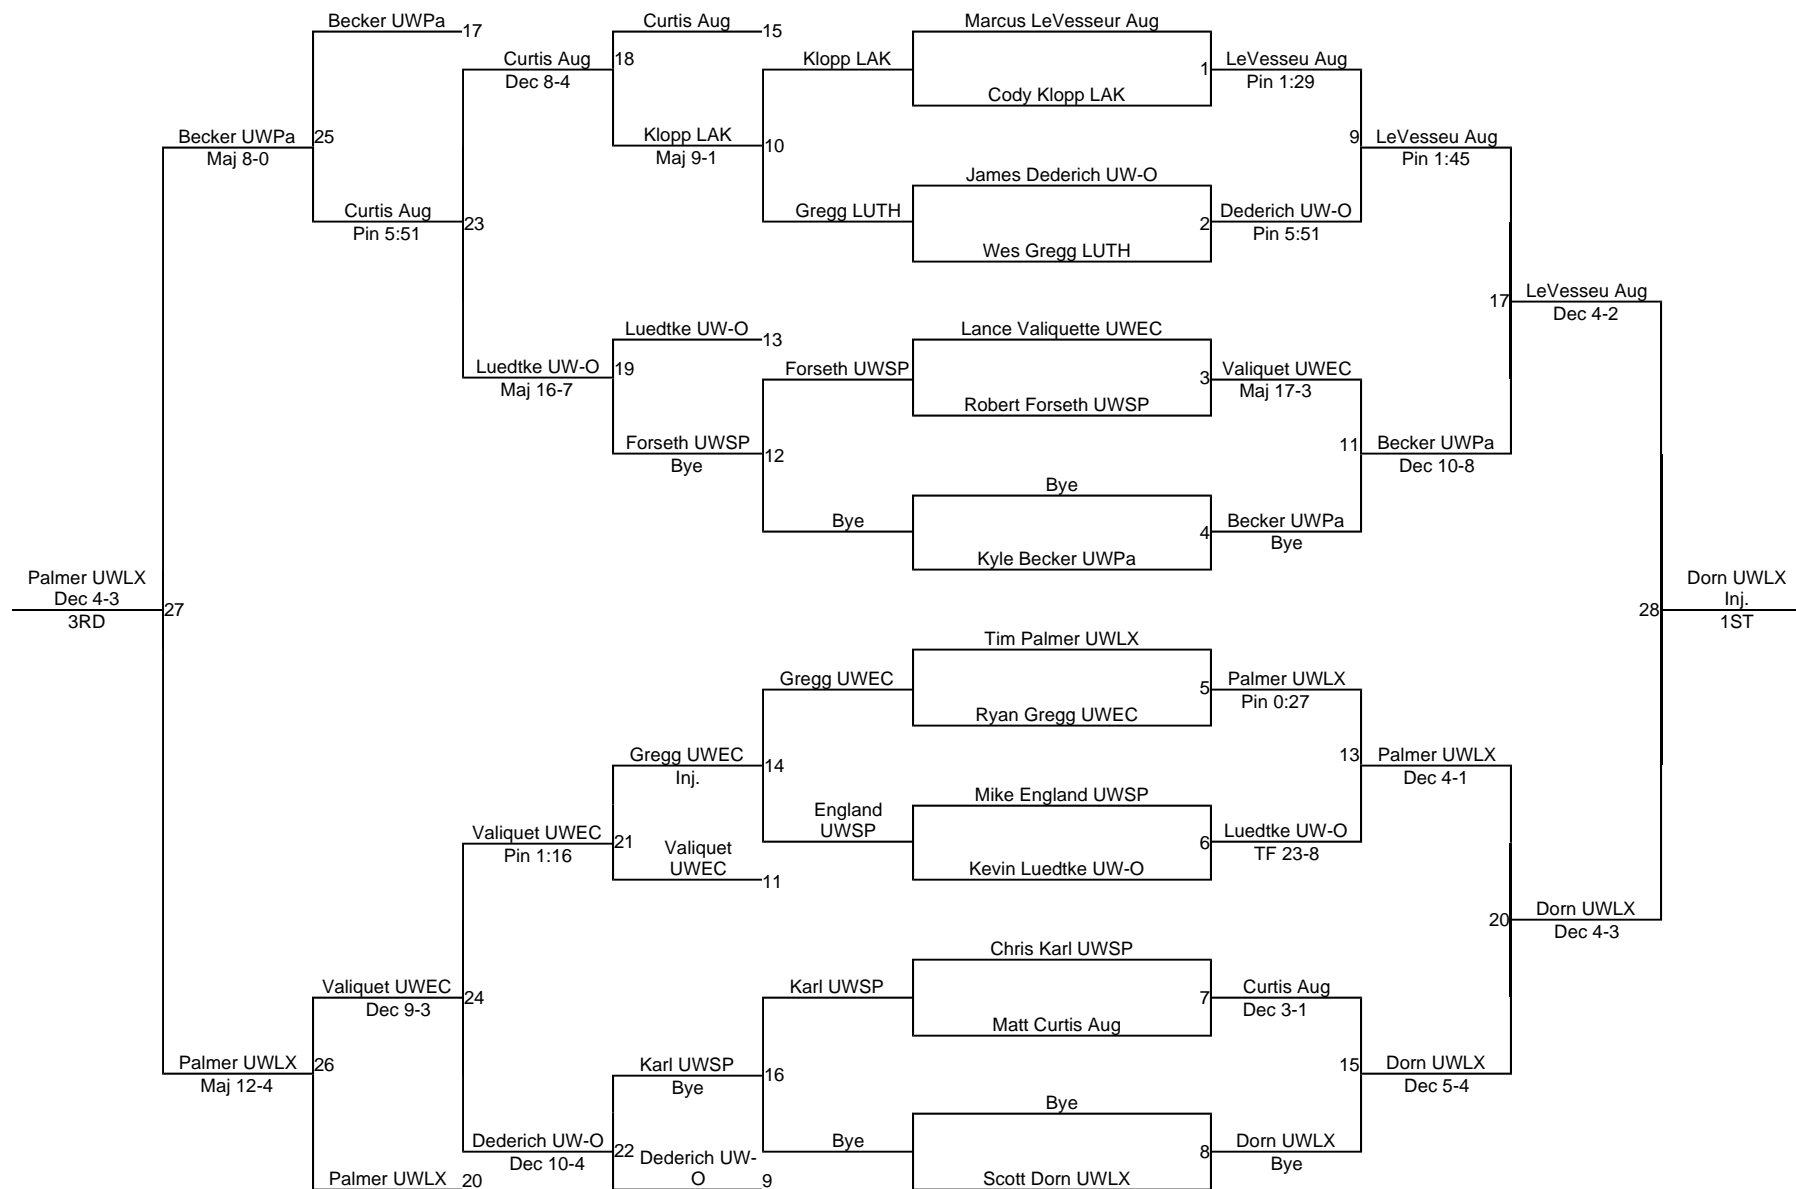 Becker UWPa
17
Curtis Aug
Dec 8-4
Becker UWPa
Maj 8-0
25
Curtis Aug
Pin 5:51
23
Luedtke UW-O
Maj 16-7
Curtis Aug
15
18
Klopp LAK
Maj 9-1
10
Klopp LAK
Gregg LUTH
Luedtke UW-O
13
19
Forseth UWSP
Bye
12
Forseth UWSP
Bye
Marcus LeVesseur Aug
1
Cody Klopp LAK
LeVesseu Aug
Pin 1:29
James Dederich UW-O
2
Wes Gregg LUTH
Dederich UW-O
Pin 5:51
9
LeVesseu Aug
Pin 1:45
Lance Valiquette UWEC
3
Robert Forseth UWSP
Valiquet UWEC
Maj 17-3
Bye
4
Kyle Becker UWPa
Becker UWPa
Bye
11
Becker UWPa
Dec 10-8
17
LeVesseu Aug
Dec 4-2
Palmer UWLX
Dec 4-3
3RD
27
28
Dorn UWLX
Inj.
1ST
Tim Palmer UWLX
5
Ryan Gregg UWEC
Palmer UWLX
Pin 0:27
Mike England UWSP
6
Kevin Luedtke UW-O
Luedtke UW-O
TF 23-8
13
Palmer UWLX
Dec 4-1
Gregg UWEC
England
UWSP
14
Gregg UWEC
Inj.
21
Valiquet
UWEC
11
Valiquet UWEC
Pin 1:16
Chris Karl UWSP
7
Matt Curtis Aug
Curtis Aug
Dec 3-1
Bye
8
Scott Dorn UWLX
Dorn UWLX
Bye
15
Dorn UWLX
Dec 5-4
20
Dorn UWLX
Dec 4-3
Karl UWSP
Bye
16
Karl UWSP
Bye
22
Dederich UW-
O
9
Dederich UW-O
Dec 10-4
24
Valiquet UWEC
Dec 9-3
26
Palmer UWLX
Maj 12-4
Palmer UWLX
20